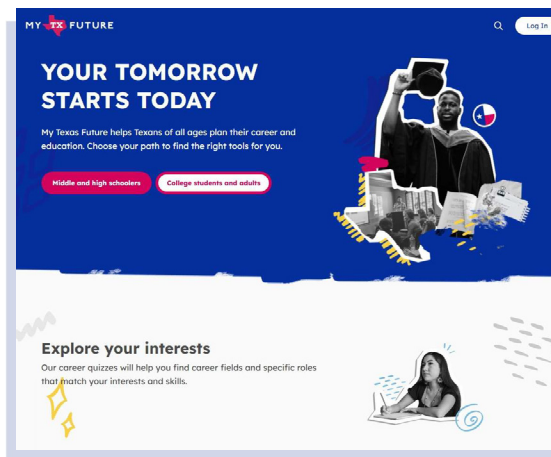 MY TX FUTURE
Log In
YOUR TOMORROW
STARTS TODAY
My Texas Future helps Texans of all ages plan their career and
education. Choose your path to find the right tools for you.
Middle and high schoolers
College students and adults
Explore your interests
Our career quizzes will help you find career fields and specific roles
that match your interests and skills.